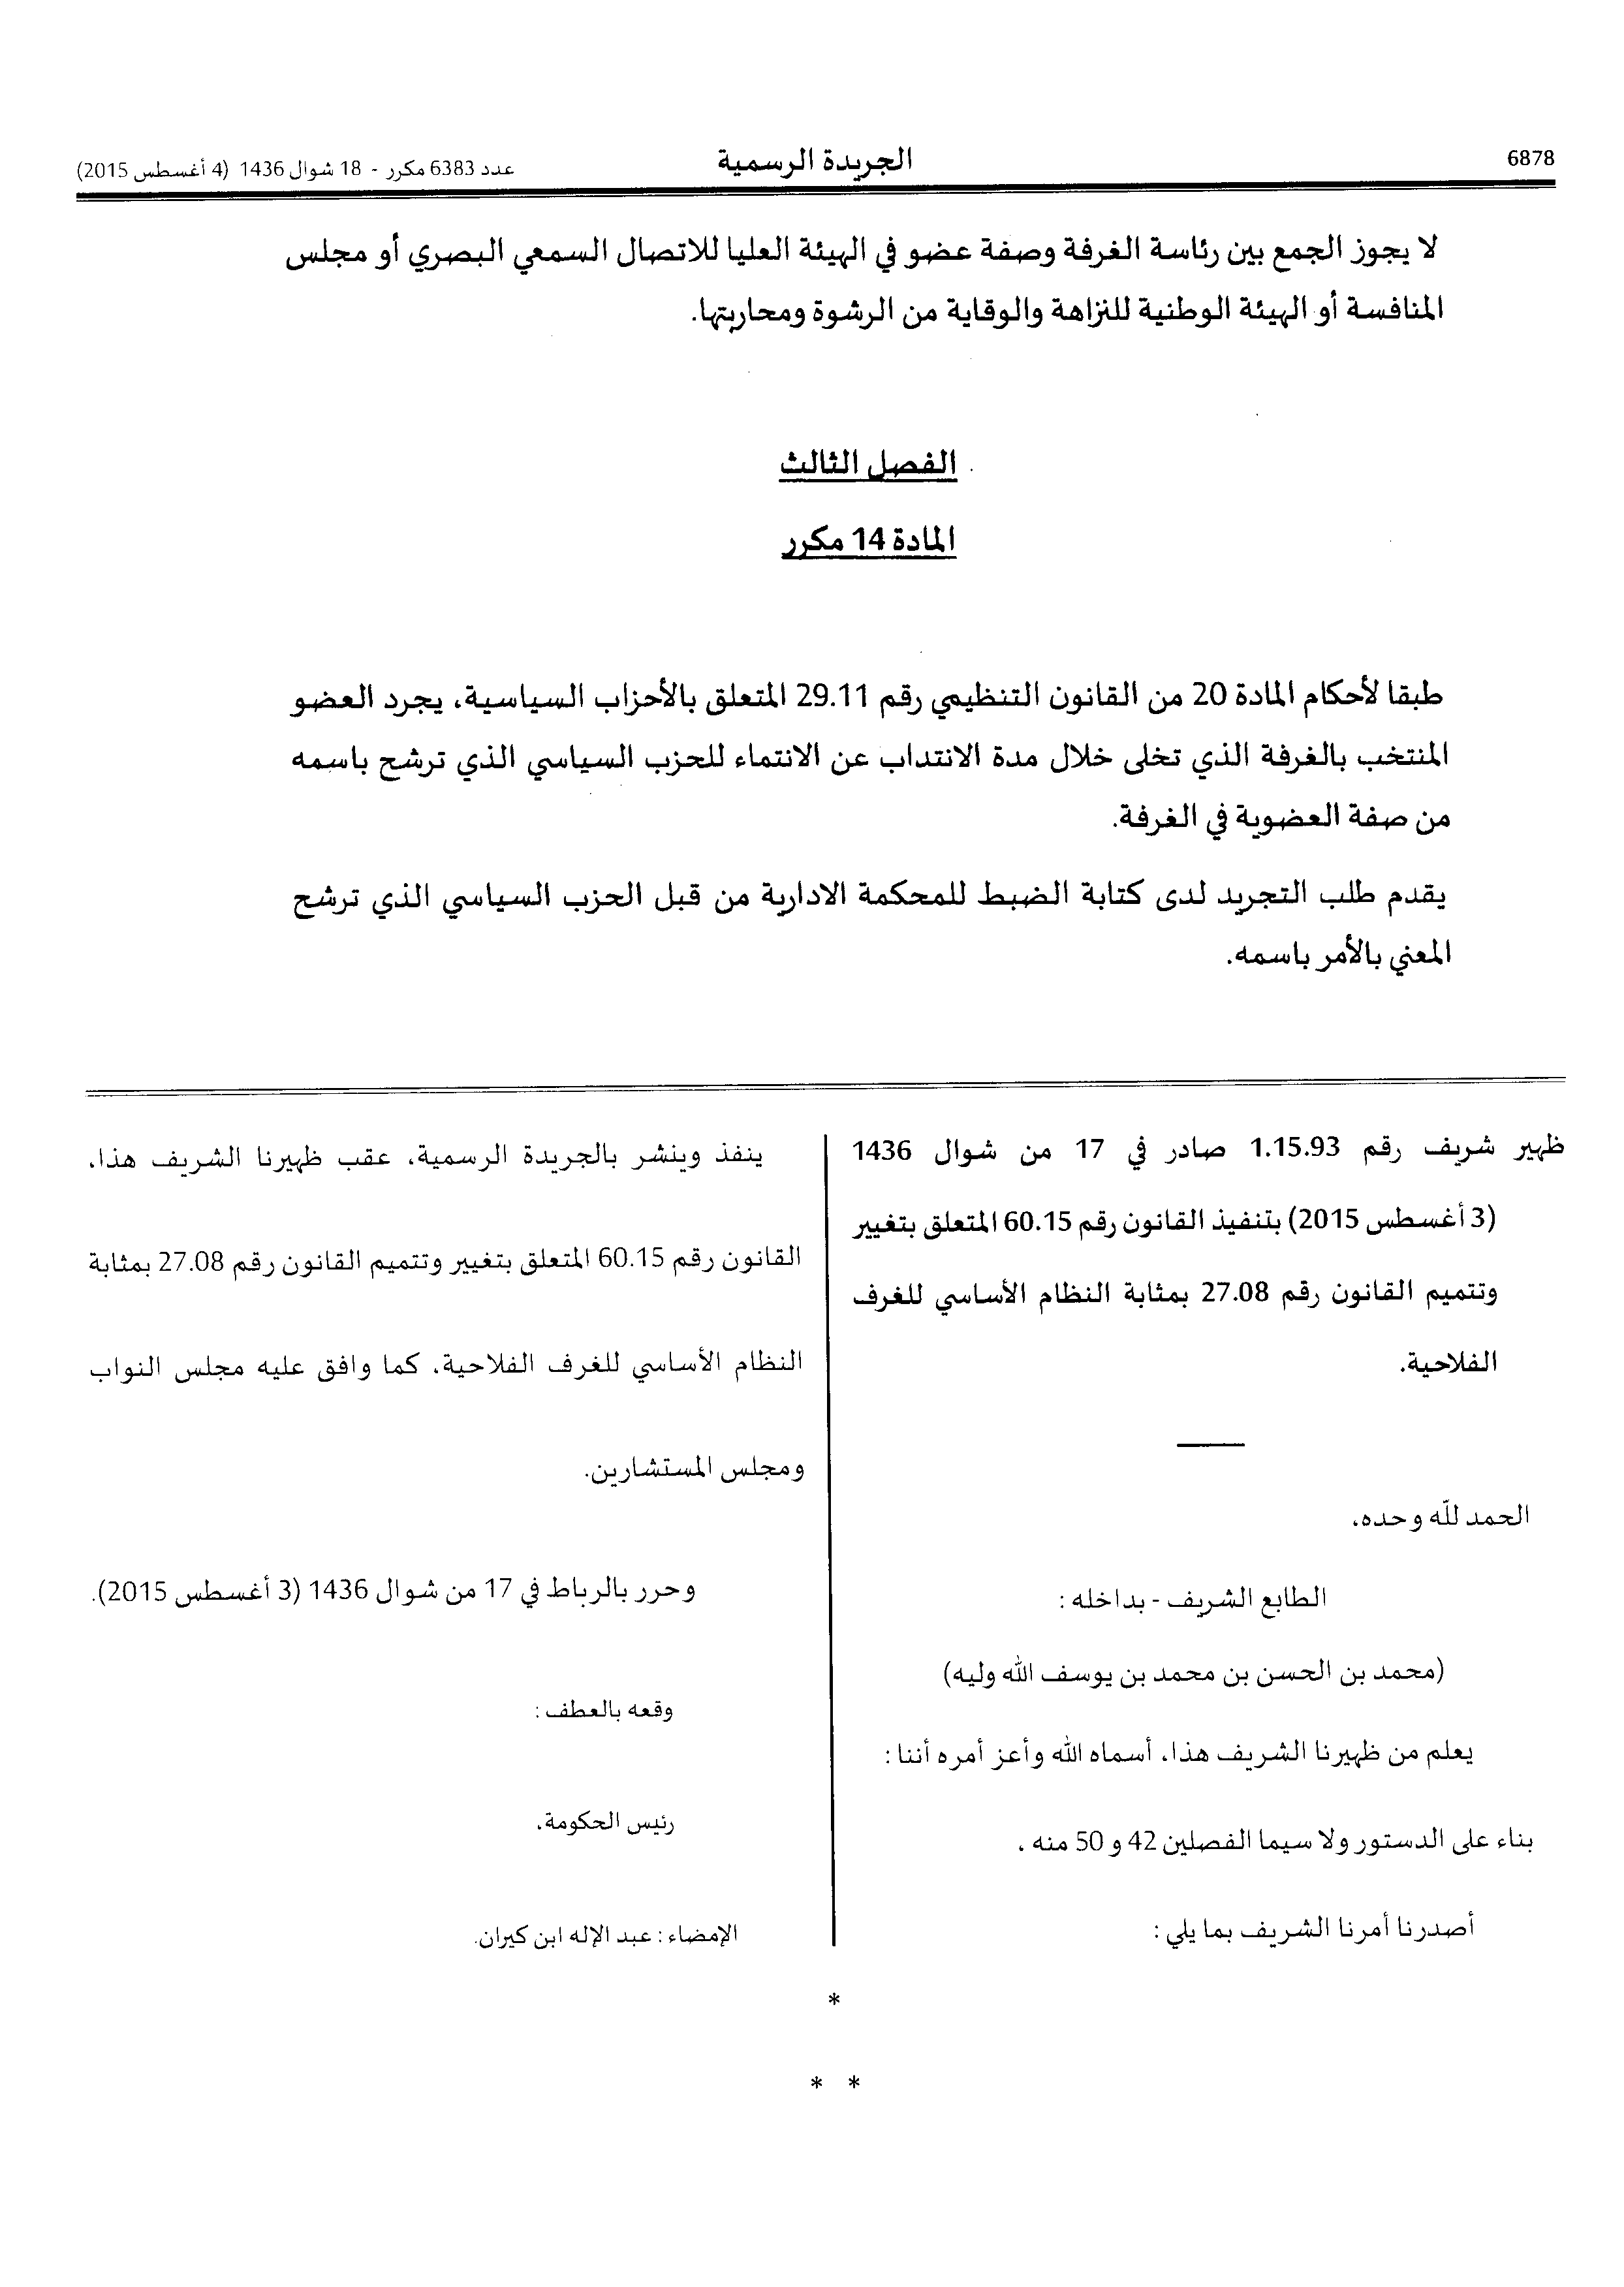 6878
الجريدة الرسمية
عدد 6383 مكرر - 18 شوال 1436 (4 أغسطس 2015)
لا يجوز الجمع بين رئاسة الغرفة وصفة عضو في الهيئة العليا للاتصال السمعي البصري أو مجلس
المنافسة أو الهيئة الوطنية للنزاهة والوقاية من الرشوة ومحاربتها.
الفصل الثالث
المادة 14 مكرر
طبقا لأحكام المادة 20 من القانون التنظيمي رقم 29.11 المتعلق بالأحزاب السياسية، يجرد العضو
المنتخب بالغرفة الذي تخلى خلال مدة الانتداب عن الانتماء للحزب السياسي الذي ترشح باسمه
من صفة العضوية في الغرفة.
يقدم طلب التجريد لدى كتابة الضبط للمحكمة الادارية من قبل الحزب السياسي الذي ترشح
المعني بالأمر باسمه.
ظهير شريف رقم 1.15.93 صادر في 17 من شوال 1436
(3 أغسطس 2015) بتنفيذ القانون رقم 60.15 المتعلق بتغيير
وتتميم القانون رقم 27.08 بمثابة النظام الأساسي للغرف
الفلاحية.
الحمد لله وحده،
الطابع الشريف - بداخله :
(محمد بن الحسن بن محمد بن يوسف الله وليه)
يعلم من ظهيرنا الشريف هذا، أسماه الله وأعز أمره أننا :
بناء على الدستور ولا سيما الفصلين 42 و 50 منه ،
أصدرنا أمرنا الشريف بما يلي :
ينفذ وينشر بالجريدة الرسمية، عقب ظهيرنا الشريف هذا،
القانون رقم 60.15 المتعلق بتغيير وتتميم القانون رقم 27.08 بمثابة
النظام الأساسي للغرف الفلاحية، كما وافق عليه مجلس النواب
ومجلس المستشارين.
وحرر بالرباط في 17 من شوال 1436 (3 أغسطس 2015).
وقعه بالعطف :
رئيس الحكومة،
الإمضاء : عبد الإله ابن كيران.
*
* *